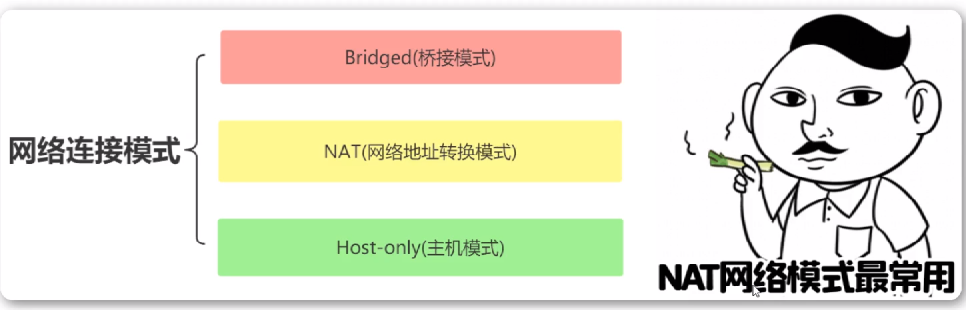 网络连接模式
Bridged(桥接模式)
NAT(网络地址转换模式)
Host-only(主机模式)
NAT网络模式最常用